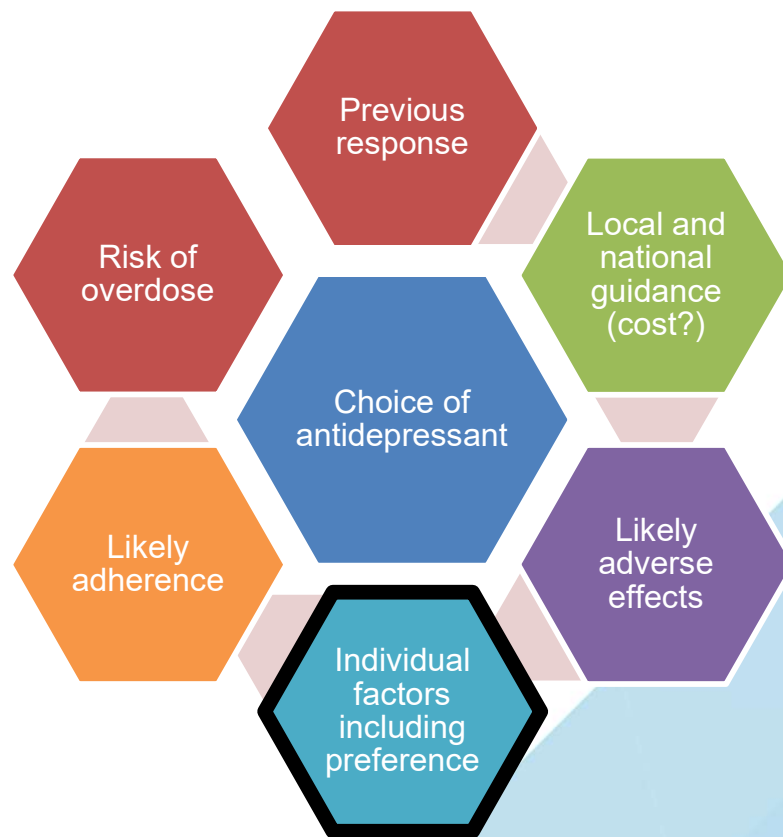 Previous
response
Local and
national
guidance
(cost?)
Risk of
overdose
Choice of
antidepressant
Likely
adherence
Likely
adverse
effects
Individual
factors
including
preference